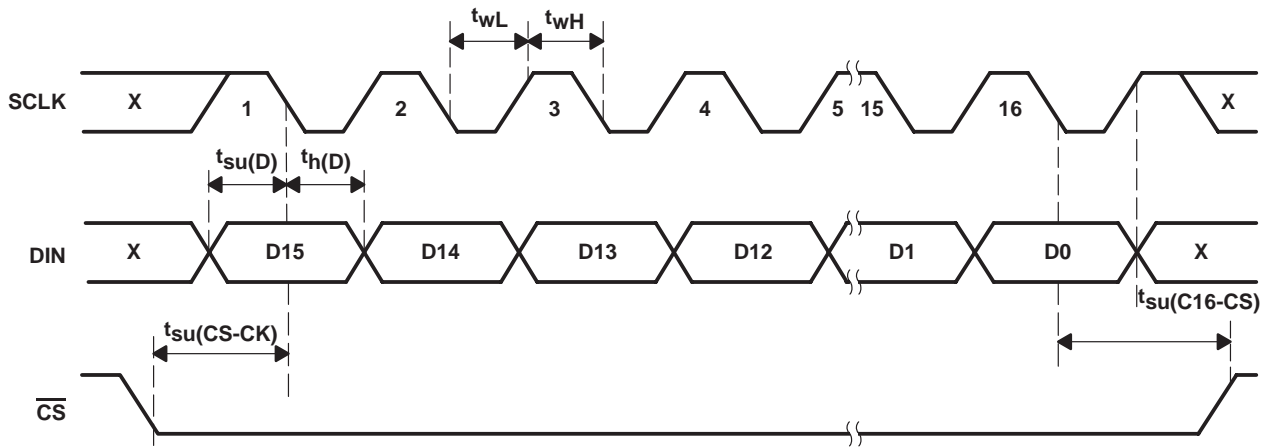 twL twH
SCLK X 1 2 3 4 5 15 16 X
tsu(D) th(D)
DIN X D15 D14 D13 D12 D1 D0 X
tsu(CS-CK) tsu(C16-CS)
CS